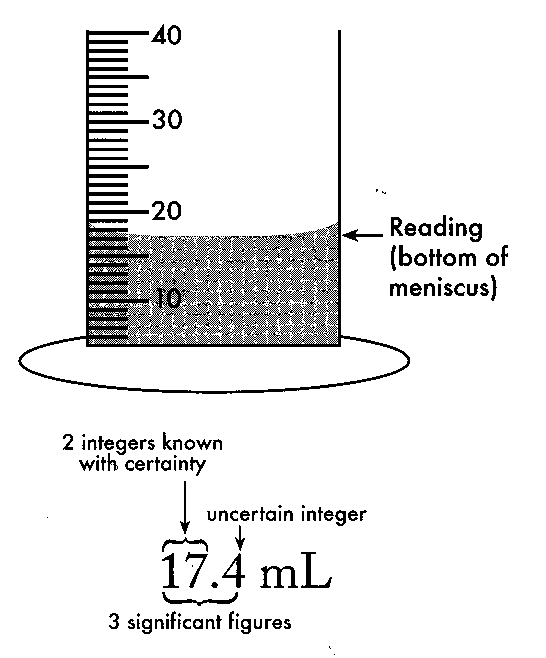 40
30
20
Reading
(bottom of
meniscus)
10
2 integers known
with certainty
uncertain integer
17.4 mL
3 significant figures